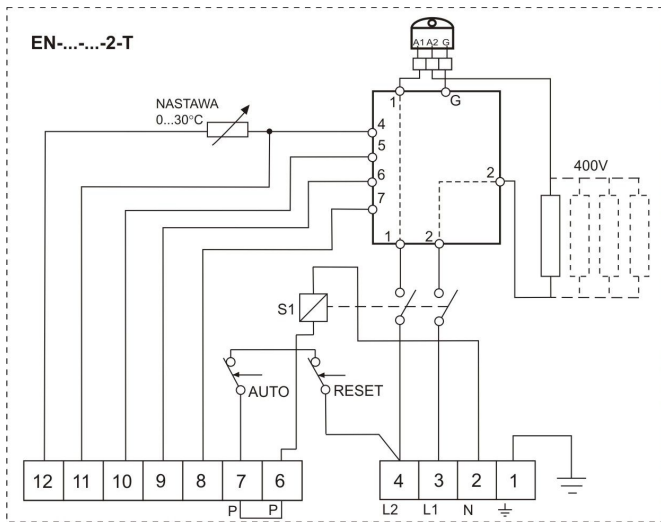 EN-...-...-2-T
A1 A2 G
NASTAWA
0...30°C
1
G
4
5
6
7
2
400V
1 2
S1
AUTO
RESET
12 11 10 9 8 7 6
4 3 2 1
P P
L2 L1 N